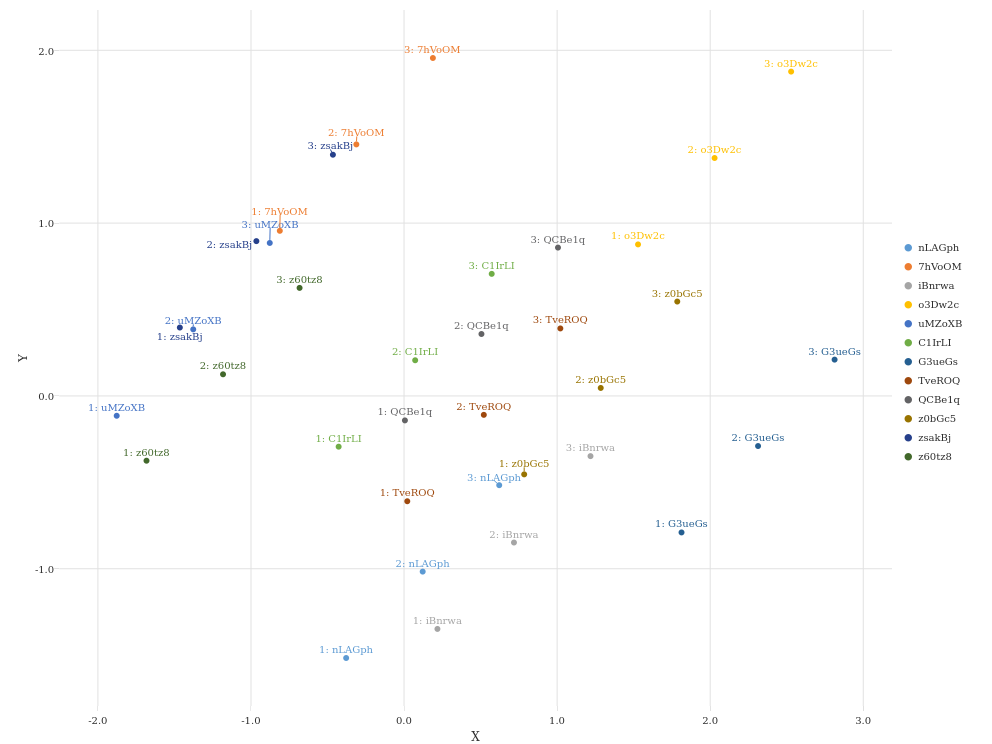 3: 7hVoOM
2.0
3: o3Dw2c
2: 7hVoOM
3: zsakBj
2: o3Dw2c
1: 7hVoOM
3: uMZoXB
1.0
1: o3Dw2c
3: QCBe1q
2: zsakBj
3: C1IrLI
3: z60tz8
3: z0bGc5
nLAGph
7hVoOM
iBnrwa
o3Dw2c
uMZoXB
C1IrLI
G3ueGs
TveROQ
QCBe1q
z0bGc5
zsakBj
z60tz8
2: uMZoXB
3: TveROQ
2: QCBe1q
1: zsakBj
2: C1IrLI
3: G3ueGs
Y
2: z60tz8
2: z0bGc5
0.0
1: uMZoXB
2: TveROQ
1: QCBe1q
1: C1IrLI
2: G3ueGs
3: iBnrwa
1: z60tz8
1: z0bGc5
3: nLAGph
1: TveROQ
1: G3ueGs
2: iBnrwa
2: nLAGph
-1.0
1: iBnrwa
1: nLAGph
-2.0
-1.0
0.0
1.0
2.0
3.0
X